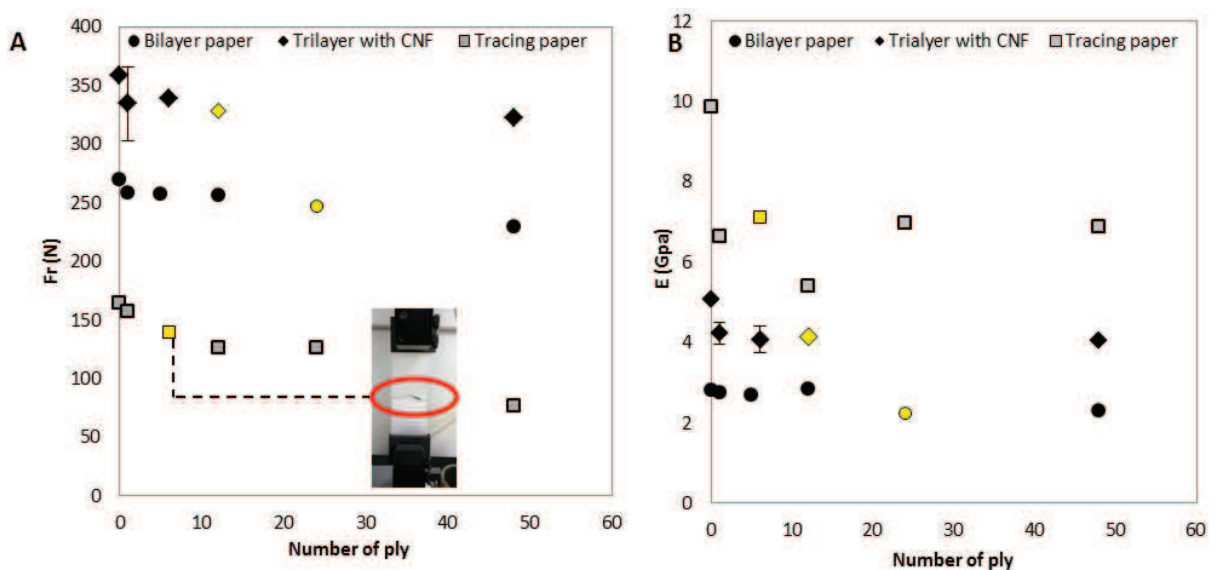 A
Bilayer paper Trilayer with CNF Tracing paper
400
350
300
250
200
150
100
50
0
Fr (N)
0 10 20 30 40 50 60
Number of ply
B
Bilayer paper Trialyer with CNF Tracing paper
12
10
8
6
4
2
0
E (Gpa)
0 10 20 30 40 50 60
Number of ply